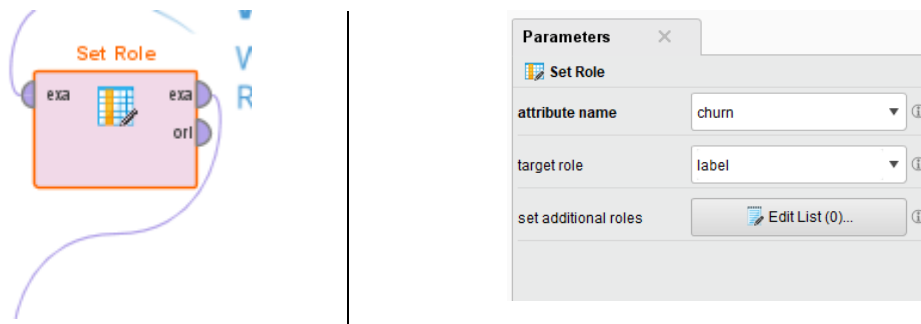 Set Role
exa
exa
orl
W
R
Parameters
Set Role
attribute name
churn
target role
label
set additional roles
Edit List (0)...